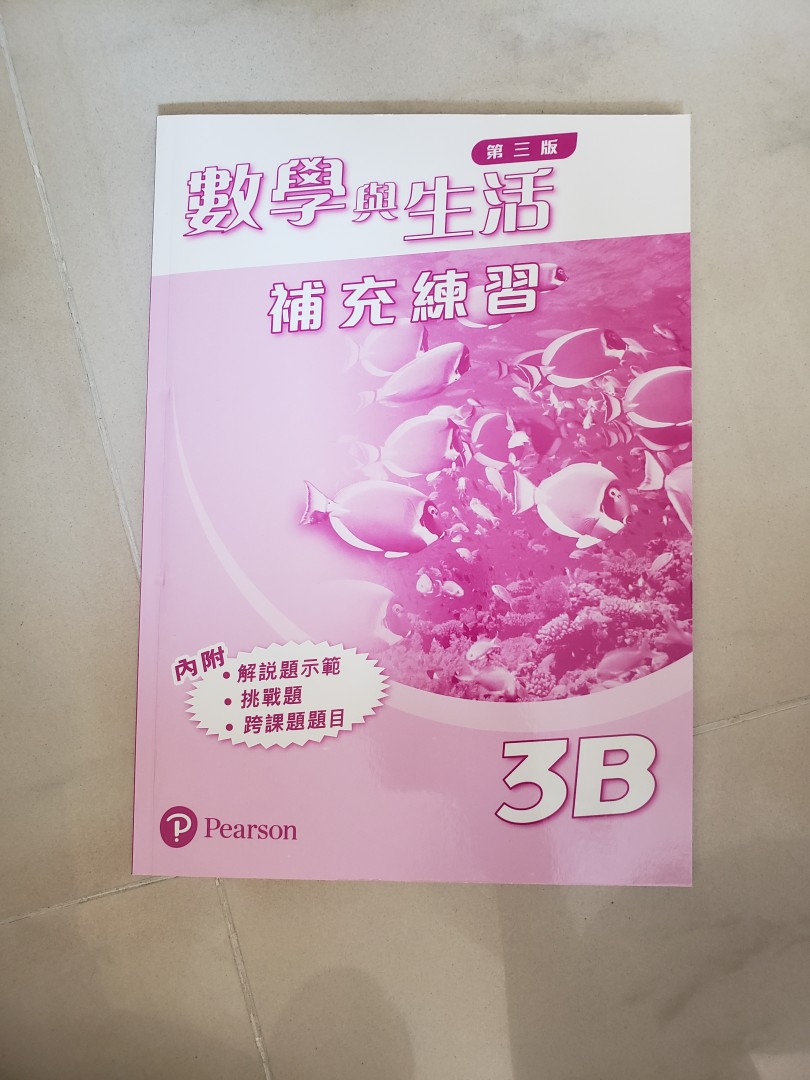 第三版
數學與生活
補充練習
內附
• 解說題示範
• 挑戰題
• 跨課題題目
3B
P Pearson